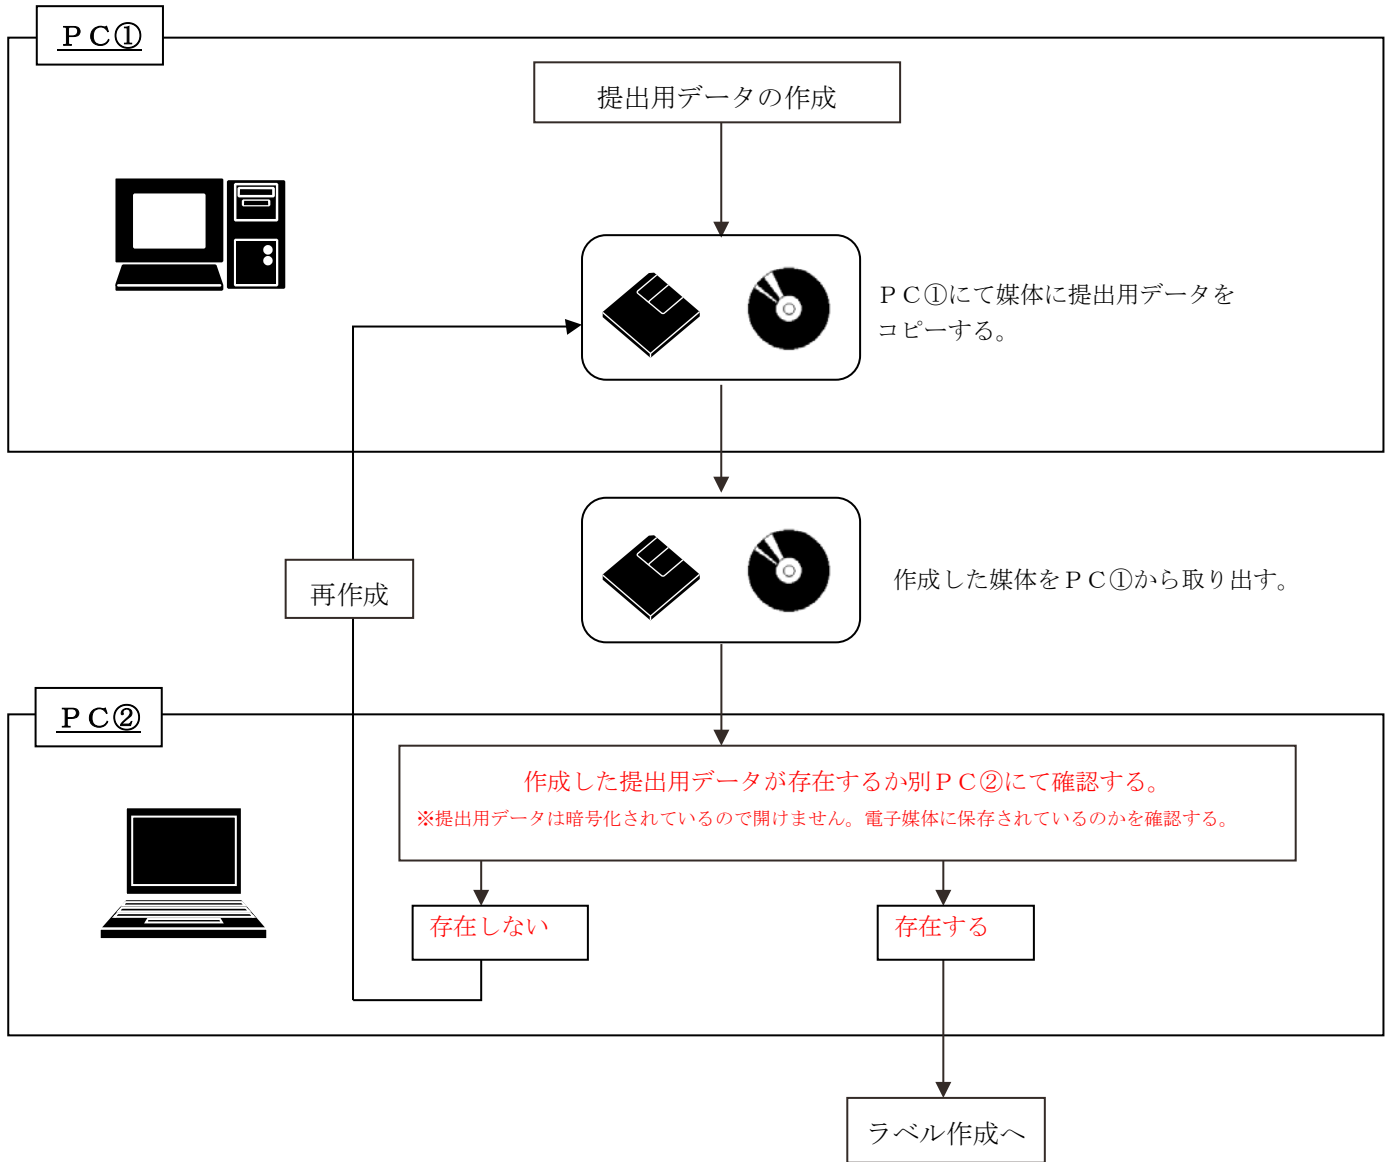 ＰＣ①
提出用データの作成
ＰＣ①にて媒体に提出用データを
コピーする。
作成した媒体をＰＣ①から取り出す。
再作成
ＰＣ②
作成した提出用データが存在するか別ＰＣ②にて確認する。
※提出用データは暗号化されているので開けません。電子媒体に保存されているのかを確認する。
存在しない
存在する
ラベル作成へ